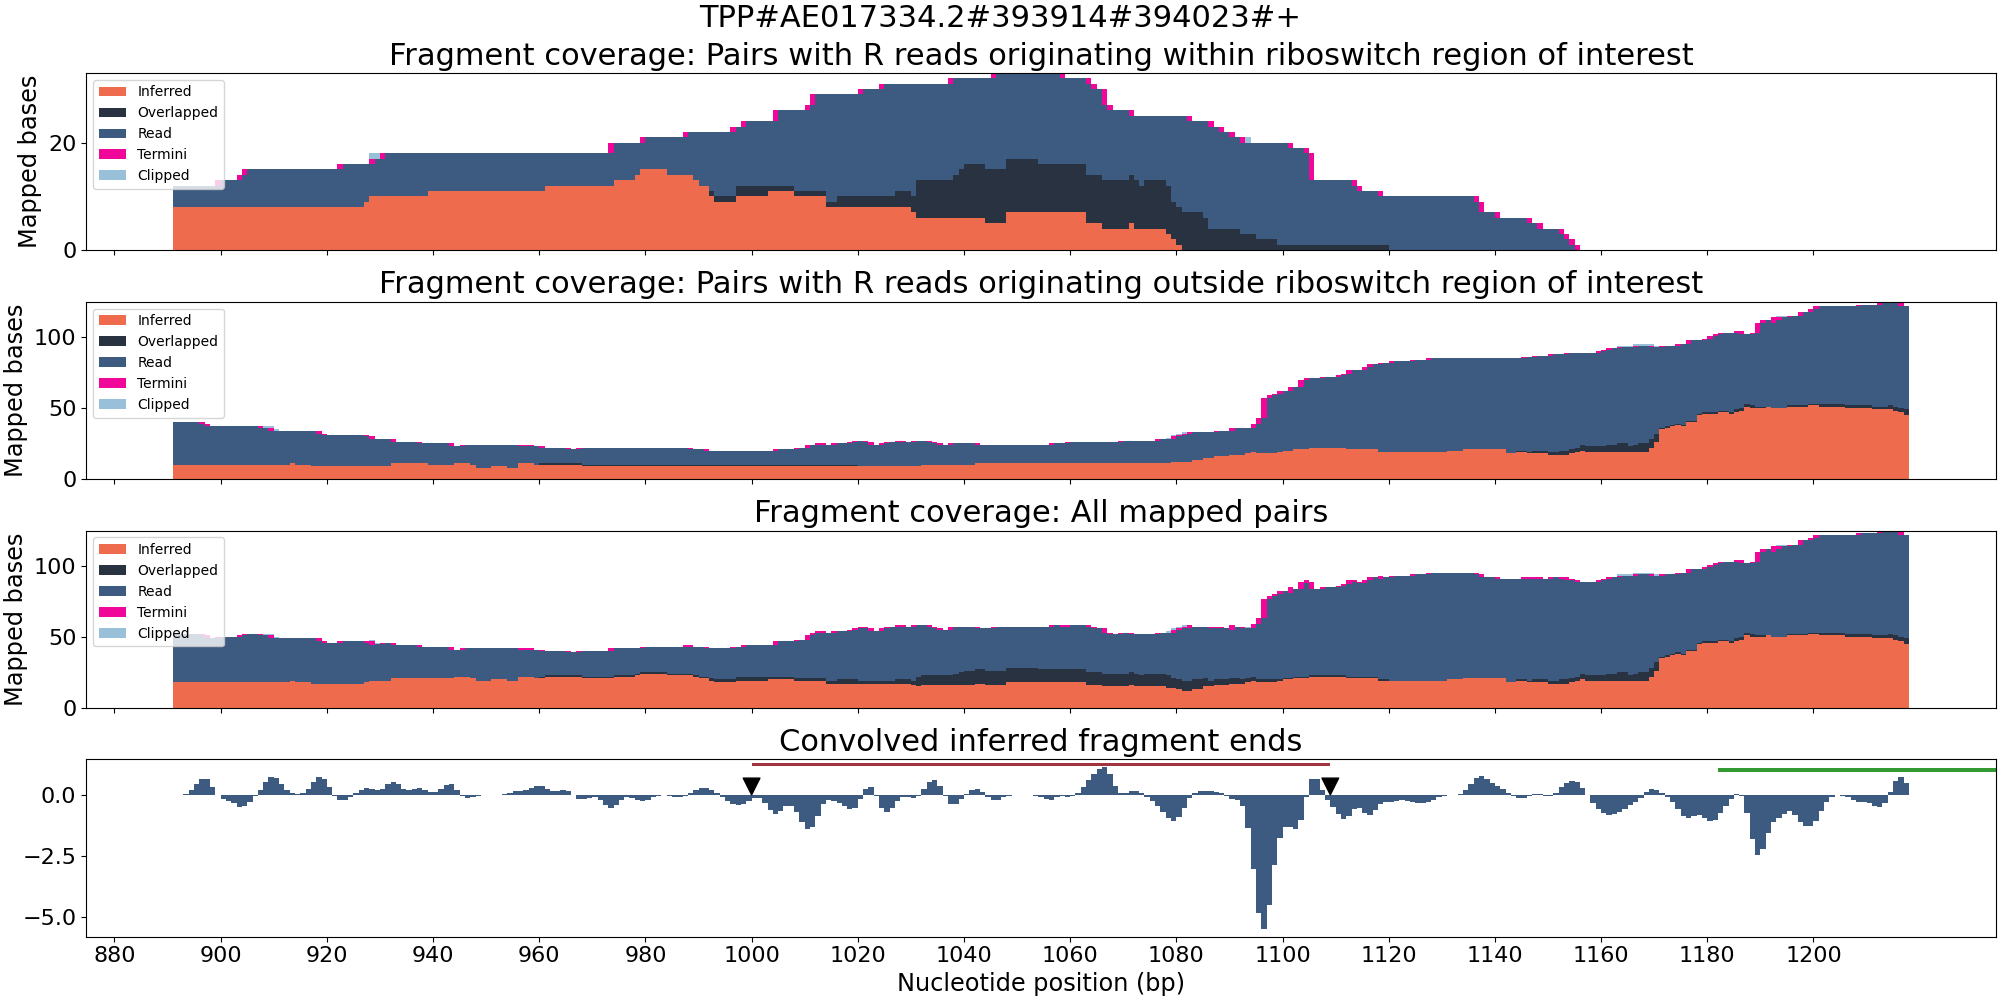 TPP#AE017334.2#393914#394023#+
Fragment coverage: Pairs with R reads originating within riboswitch region of interest
Mapped bases
20
0
Inferred
Overlapped
Read
Termini
Clipped
Fragment coverage: Pairs with R reads originating outside riboswitch region of interest
Mapped bases
100
50
0
Inferred
Overlapped
Read
Termini
Clipped
Fragment coverage: All mapped pairs
Mapped bases
100
50
0
Inferred
Overlapped
Read
Termini
Clipped
Convolved inferred fragment ends
0.0
−2.5
−5.0
880 900 920 940 960 980 1000 1020 1040 1060 1080 1100 1120 1140 1160 1180 1200
Nucleotide position (bp)